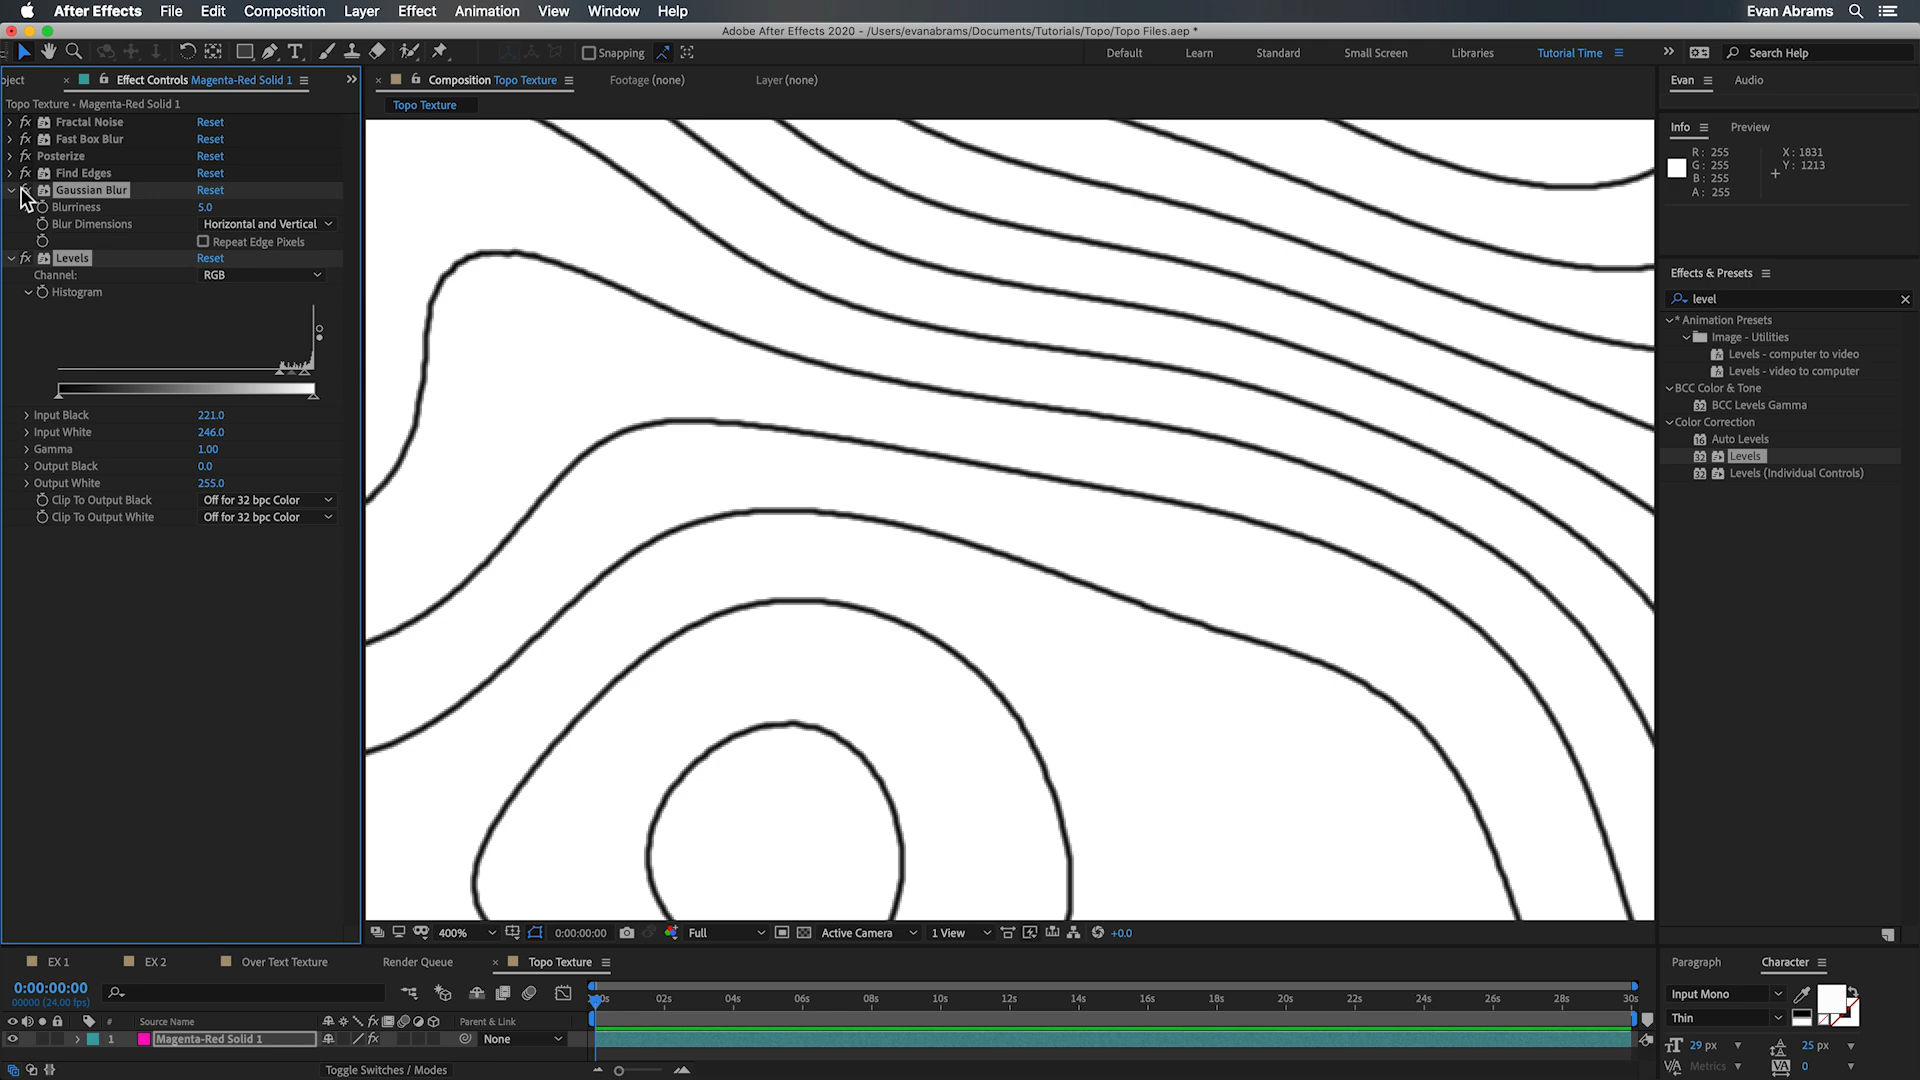 After Effects File Edit Composition Layer Effect Animation View Window Help Evan Abrams
Adobe After Effects 2020 - /Users/evanabrams/Documents/Tutorials/Topo/Topo Files.aep *
Snapping Default Learn Standard Small Screen Libraries Tutorial Time Search Help
oject Effect Controls Magenta-Red Solid 1 Composition Topo Texture Footage (none) Layer (none) Evan Audio
Topo Texture • Magenta-Red Solid 1 Topo Texture
fx Fractal Noise Reset
fx Fast Box Blur Reset
fx Posterize Reset
fx Find Edges Reset
Gaussian Blur Reset
Blurriness 5.0
Blur Dimensions Horizontal and Vertical
Repeat Edge Pixels
fx Levels Reset
Channel: RGB
Histogram
Input Black 221.0
Input White 246.0
Gamma 1.00
Output Black 0.0
Output White 255.0
Clip To Output Black Off for 32 bpc Color
Clip To Output White Off for 32 bpc Color
Info Preview
R: 255 X: 1831
G: 255 Y: 1213
B: 255
A: 255
Effects & Presets
level
* Animation Presets
Image - Utilities
Levels - computer to video
Levels - video to computer
BCC Color & Tone
32 BCC Levels Gamma
Color Correction
16 Auto Levels
32 Levels
32 Levels (Individual Controls)
400% 0:00:00:00 Full Active Camera 1 View +0.0
EX 1 EX 2 Over Text Texture Render Queue Topo Texture
0:00:00:00
00000 (24.00 fps)
02s 04s 06s 08s 10s 12s 14s 16s 18s 20s 22s 24s 26s 28s 30s
# Source Name fx Parent & Link
1 Magenta-Red Solid 1 fx None
Toggle Switches / Modes
Paragraph Character
Input Mono
Thin
29 px 25 px
Metrics 0